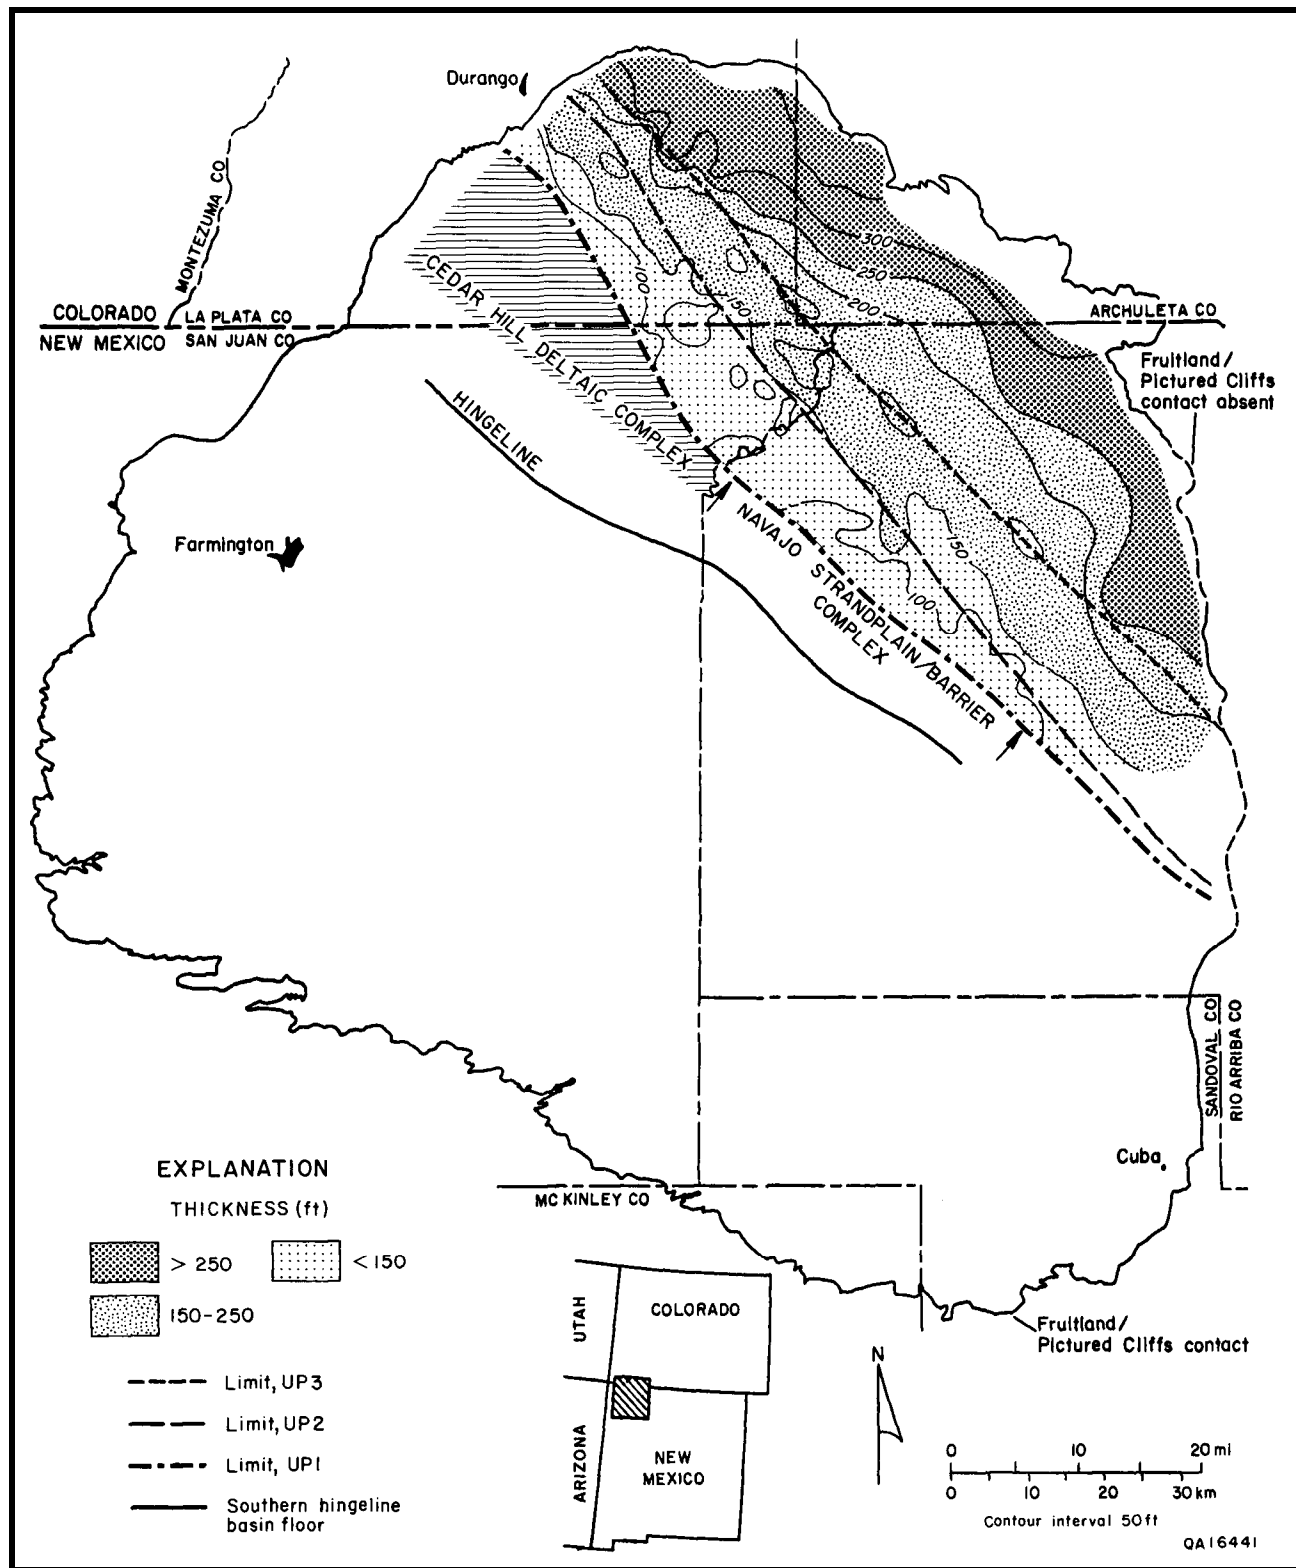 Durango
MONTEZUMA CO
300
250
200
150
100
COLORADO
LA PLATA CO
ARCHULETA CO
NEW MEXICO
SAN JUAN CO
CEDAR HILL DELTAIC COMPLEX
Fruitland/
Pictured Cliffs
contact absent
HINGELINE
NAVAJO STRANDPLAIN/BARRIER
COMPLEX
150
100
Farmington
SANDOVAL CO
RIO ARRIBA CO
Cuba
MC KINLEY CO
EXPLANATION
THICKNESS (ft)
> 250
< 150
150-250
Limit, UP3
Limit, UP2
Limit, UP1
Southern hingeline
basin floor
UTAH
COLORADO
ARIZONA
NEW
MEXICO
Fruitland/
Pictured Cliffs contact
N
0 10 20 mi
0 10 20 30 km
Contour interval 50 ft
QA16441